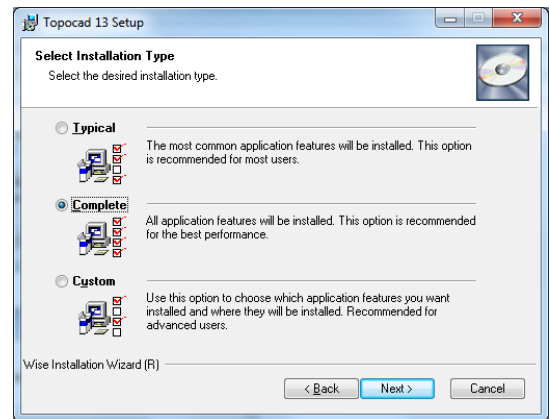 Topocad 13 Setup
Select Installation Type
Select the desired installation type.
Typical
The most common application features will be installed. This option
is recommended for most users.
Complete
All application features will be installed. This option is recommended
for the best performance.
Custom
Use this option to choose which application features you want
installed and where they will be installed. Recommended for
advanced users.
Wise Installation Wizard (R)
< Back Next > Cancel